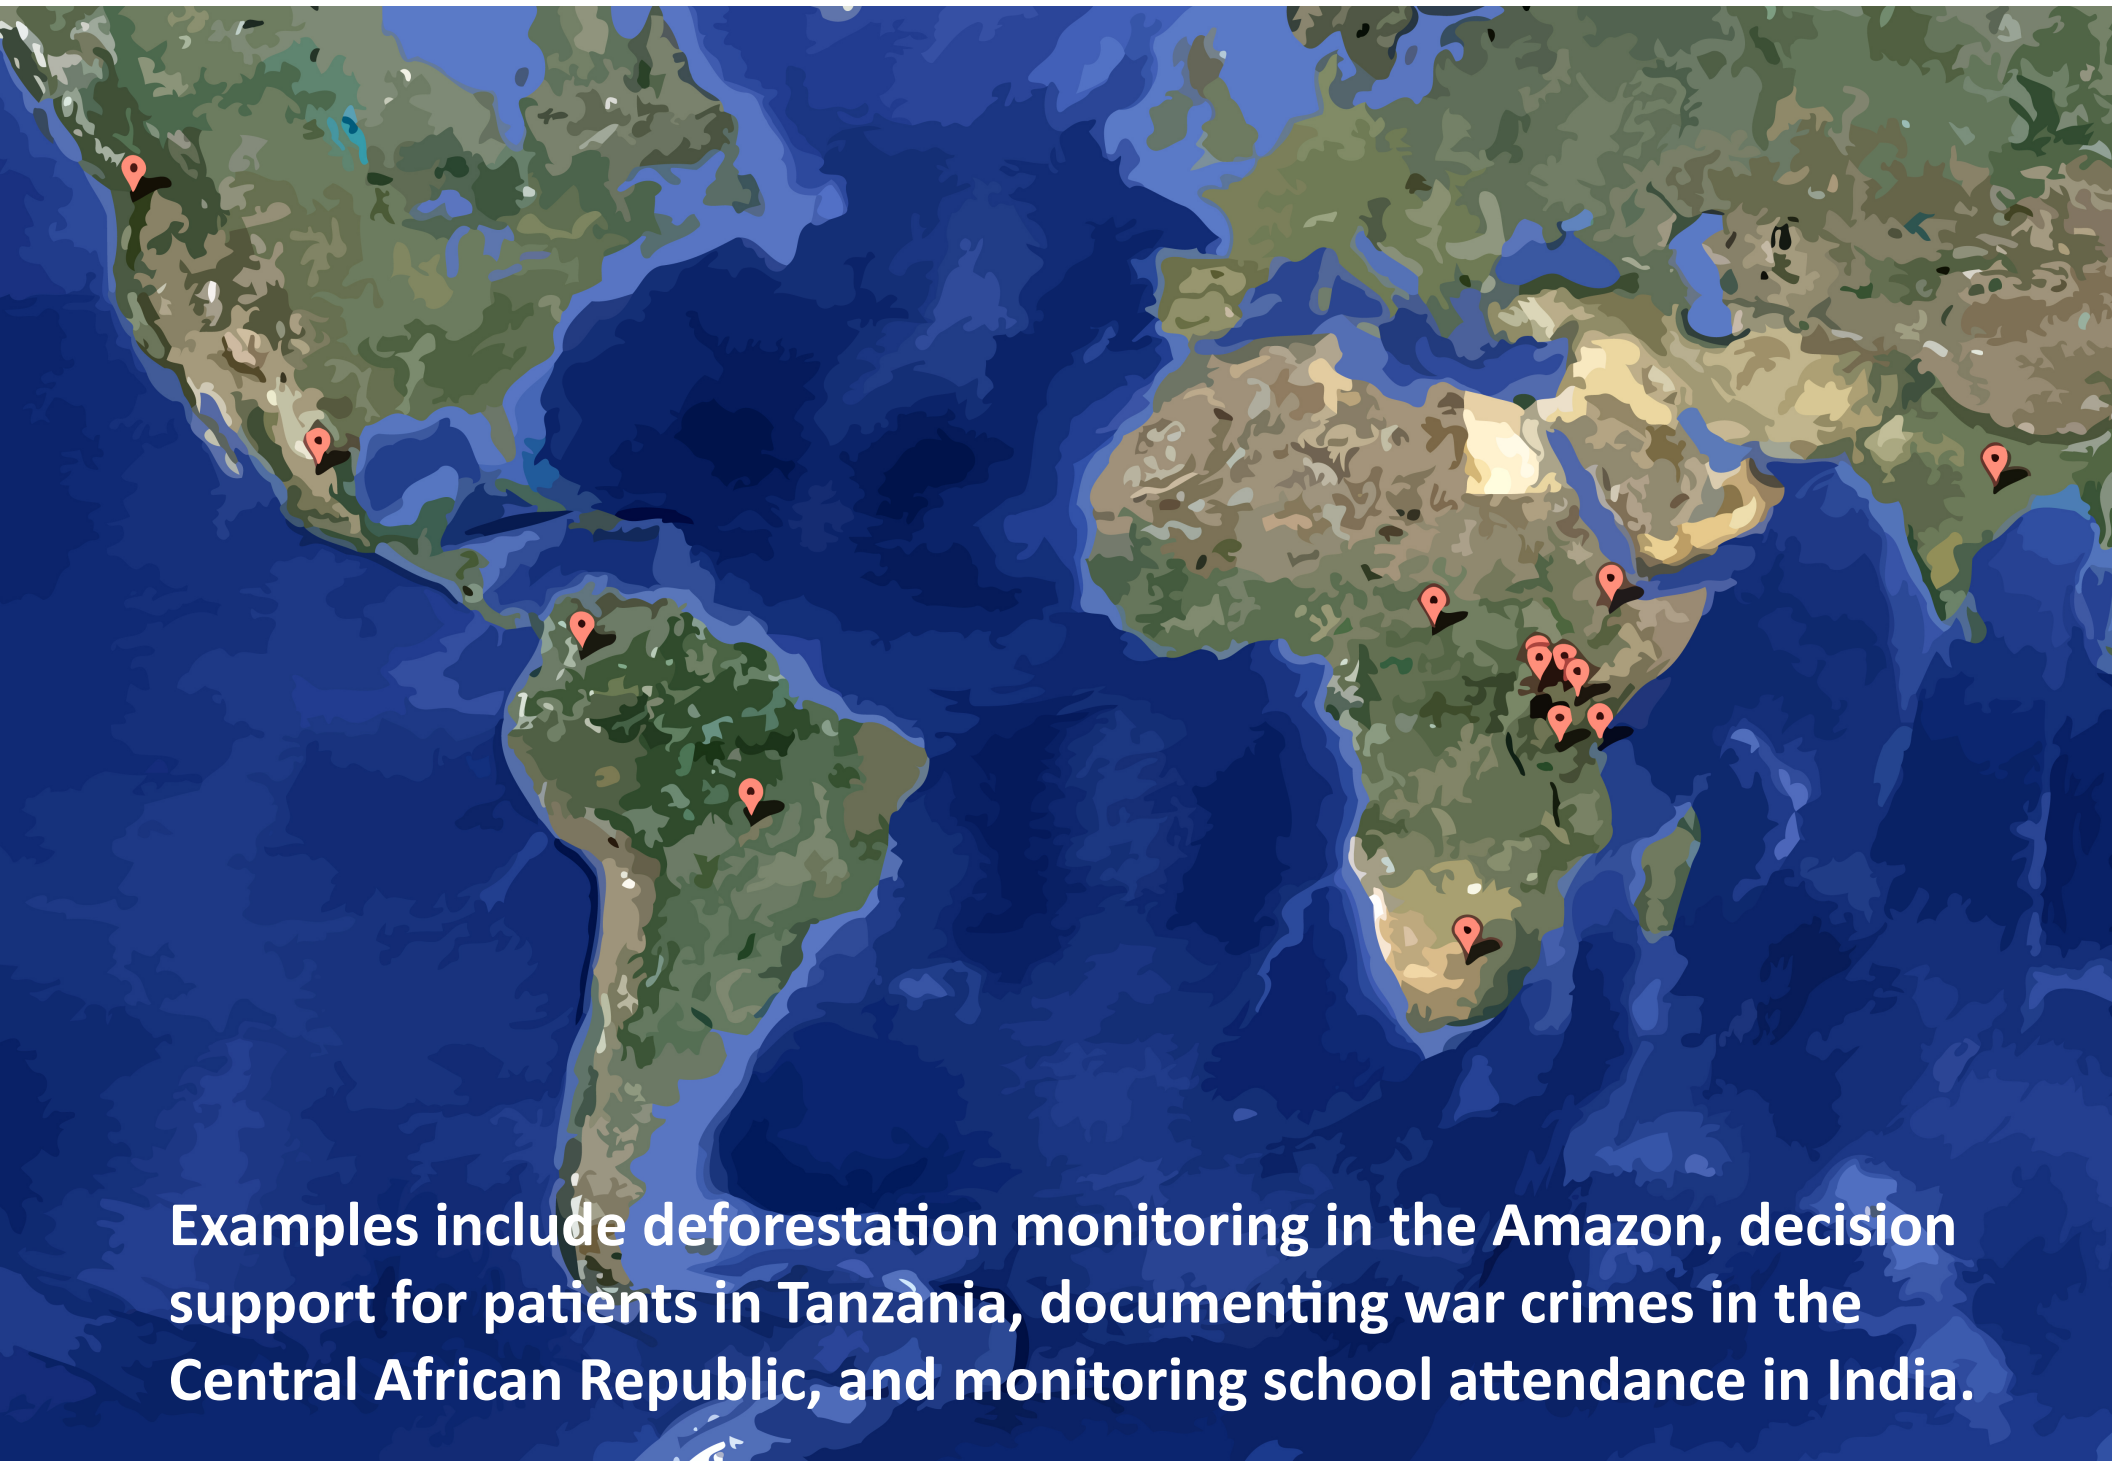 Examples include deforestation monitoring in the Amazon, decision
support for patients in Tanzània, documenting war crimes in the
Central African Republic, and monitoring school attendance in India.